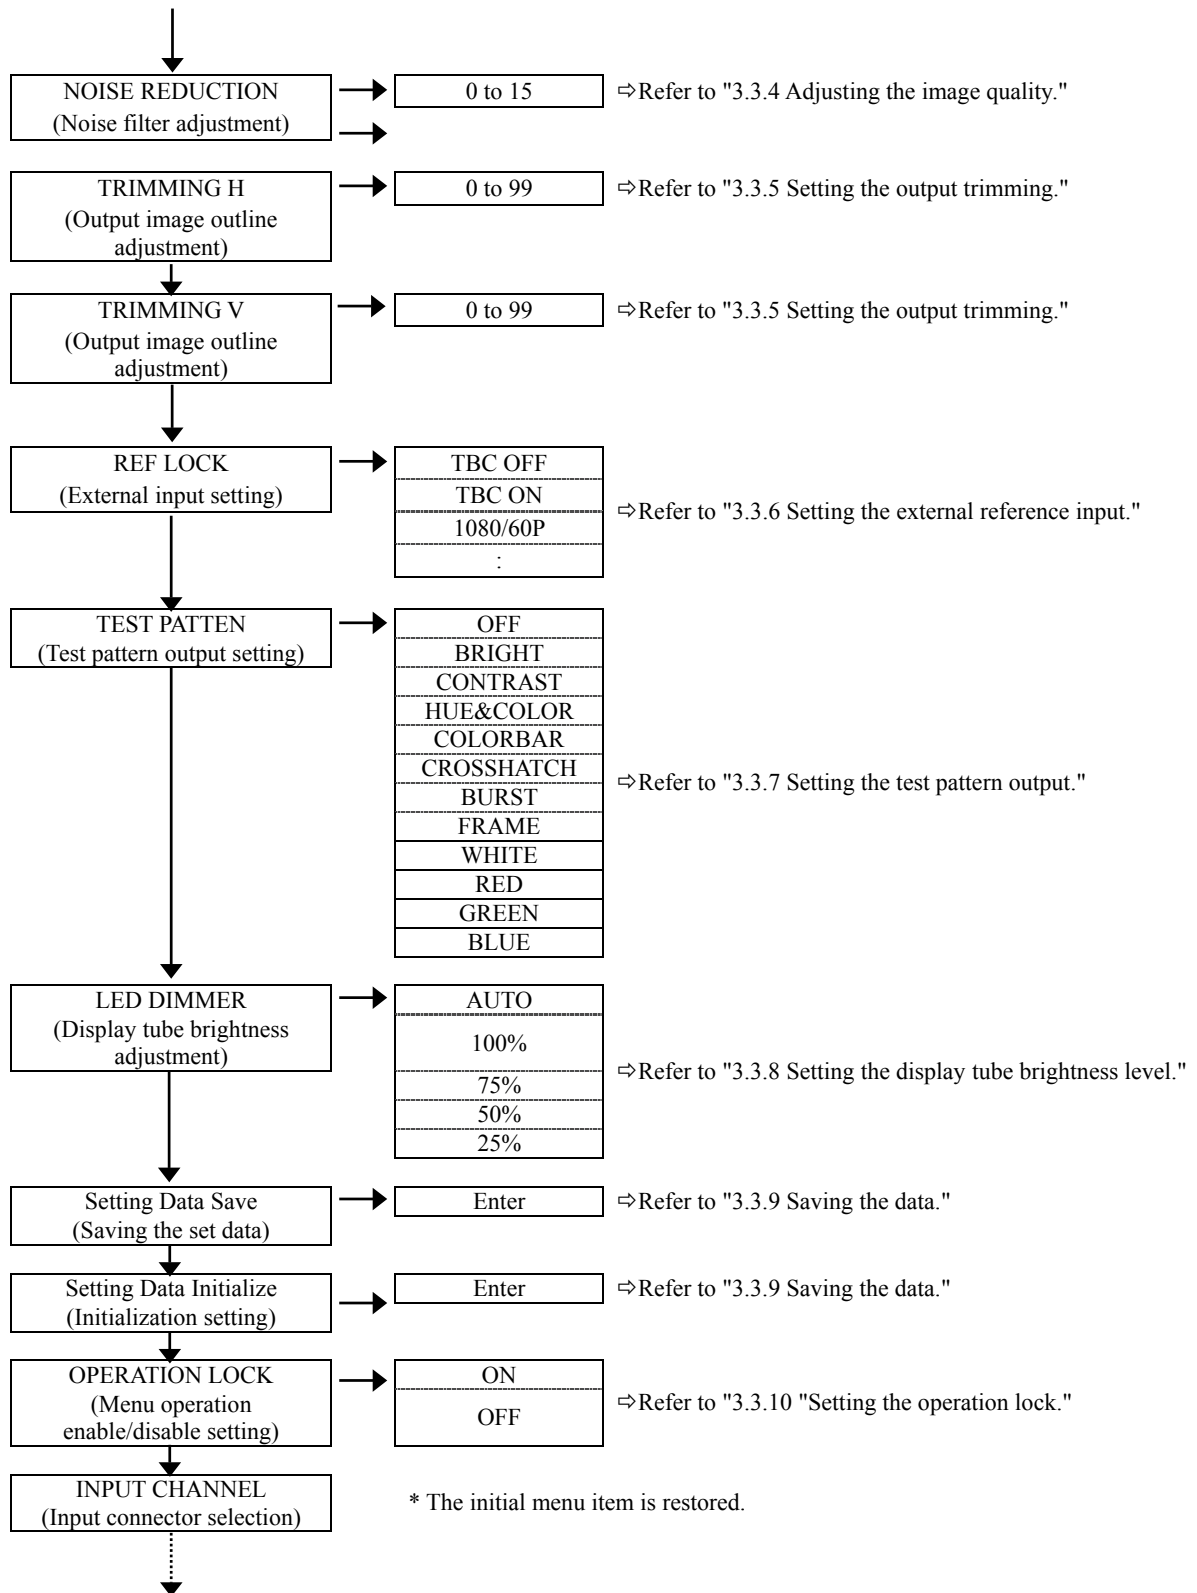 NOISE REDUCTION
(Noise filter adjustment)
0 to 15
⇨Refer to "3.3.4 Adjusting the image quality."
TRIMMING H
(Output image outline
adjustment)
0 to 99
⇨Refer to "3.3.5 Setting the output trimming."
TRIMMING V
(Output image outline
adjustment)
0 to 99
⇨Refer to "3.3.5 Setting the output trimming."
REF LOCK
(External input setting)
TBC OFF
TBC ON
1080/60P
:
⇨Refer to "3.3.6 Setting the external reference input."
TEST PATTEN
(Test pattern output setting)
OFF
BRIGHT
CONTRAST
HUE&COLOR
COLORBAR
CROSSHATCH
BURST
FRAME
WHITE
RED
GREEN
BLUE
⇨Refer to "3.3.7 Setting the test pattern output."
LED DIMMER
(Display tube brightness
adjustment)
AUTO
100%
75%
50%
25%
⇨Refer to "3.3.8 Setting the display tube brightness level."
Setting Data Save
(Saving the set data)
Enter
⇨Refer to "3.3.9 Saving the data."
Setting Data Initialize
(Initialization setting)
Enter
⇨Refer to "3.3.9 Saving the data."
OPERATION LOCK
(Menu operation
enable/disable setting)
ON
OFF
⇨Refer to "3.3.10 "Setting the operation lock."
INPUT CHANNEL
(Input connector selection)
* The initial menu item is restored.